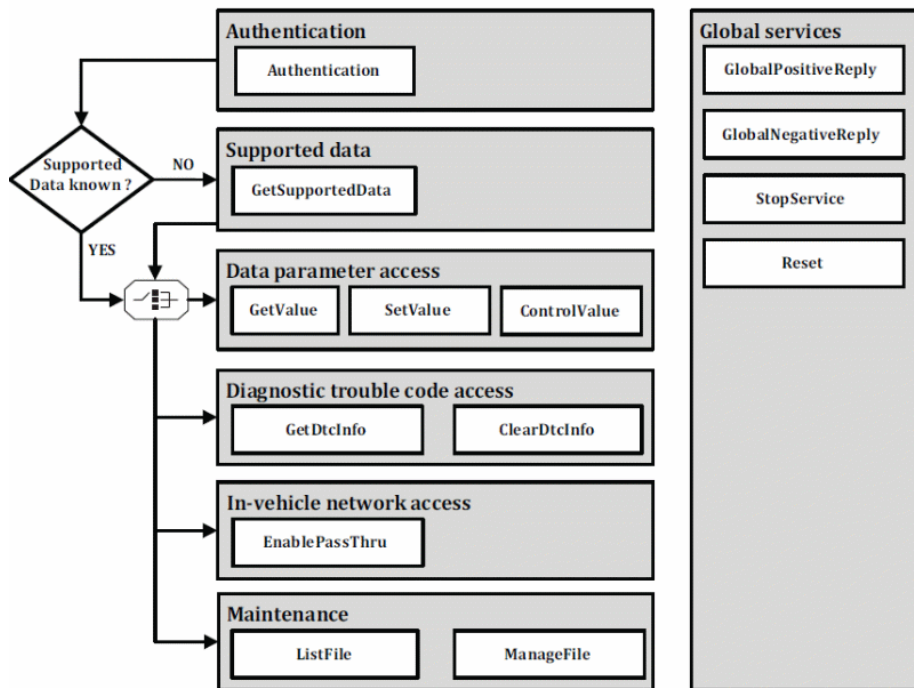 Authentication
Authentication
Supported
Data known ?
NO
YES
Supported data
GetSupportedData
Data parameter access
GetValue
SetValue
ControlValue
Diagnostic trouble code access
GetDtcInfo
ClearDtcInfo
In-vehicle network access
EnablePassThru
Maintenance
ListFile
ManageFile
Global services
GlobalPositiveReply
GlobalNegativeReply
StopService
Reset